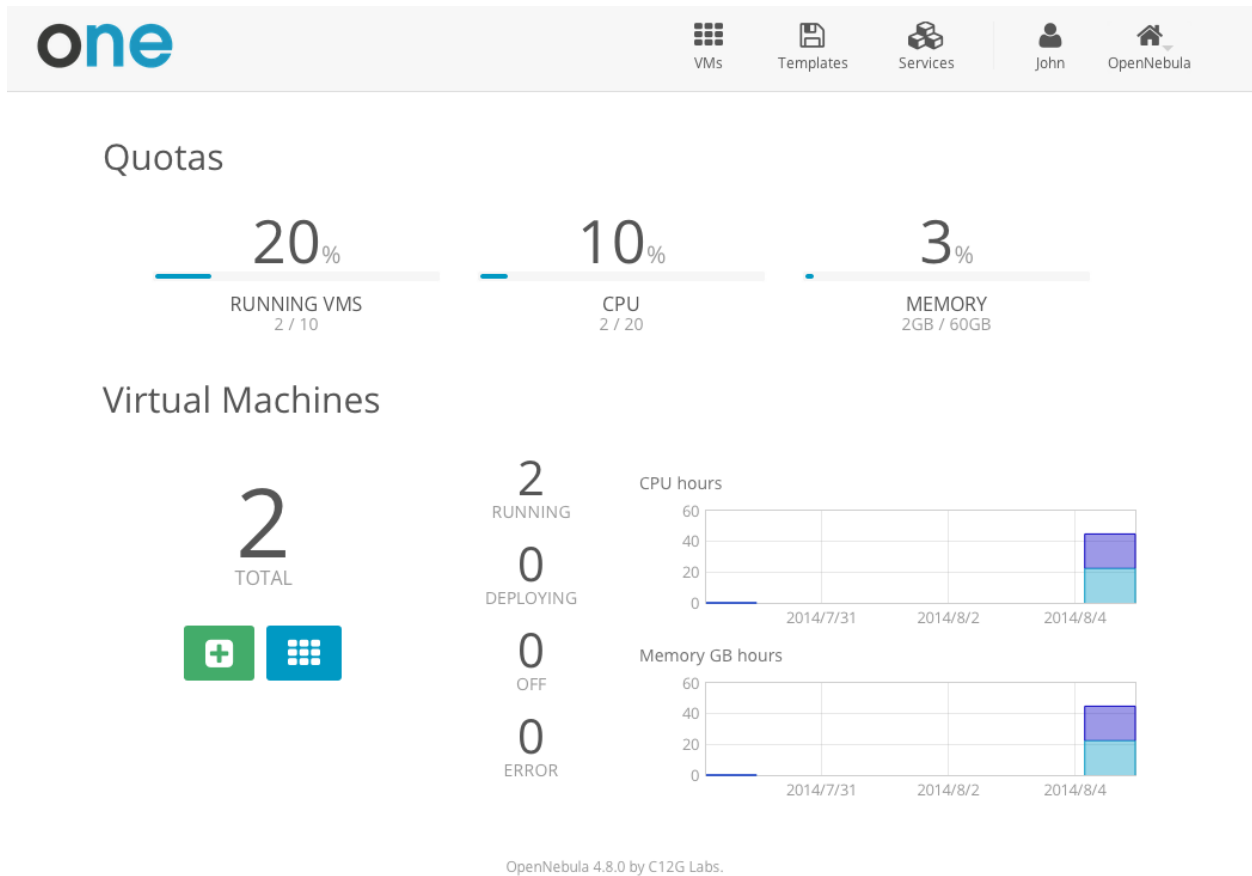 one
VMs
Templates
Services
John
OpenNebula
Quotas
20%
10%
3%
RUNNING VMS
CPU
MEMORY
2 / 10
2 / 20
2GB / 60GB
Virtual Machines
2
TOTAL
2
RUNNING
0
DEPLOYING
0
OFF
0
ERROR
CPU hours
60
40
20
0
2014/7/31
2014/8/2
2014/8/4
Memory GB hours
60
40
20
0
2014/7/31
2014/8/2
2014/8/4
OpenNebula 4.8.0 by C12G Labs.